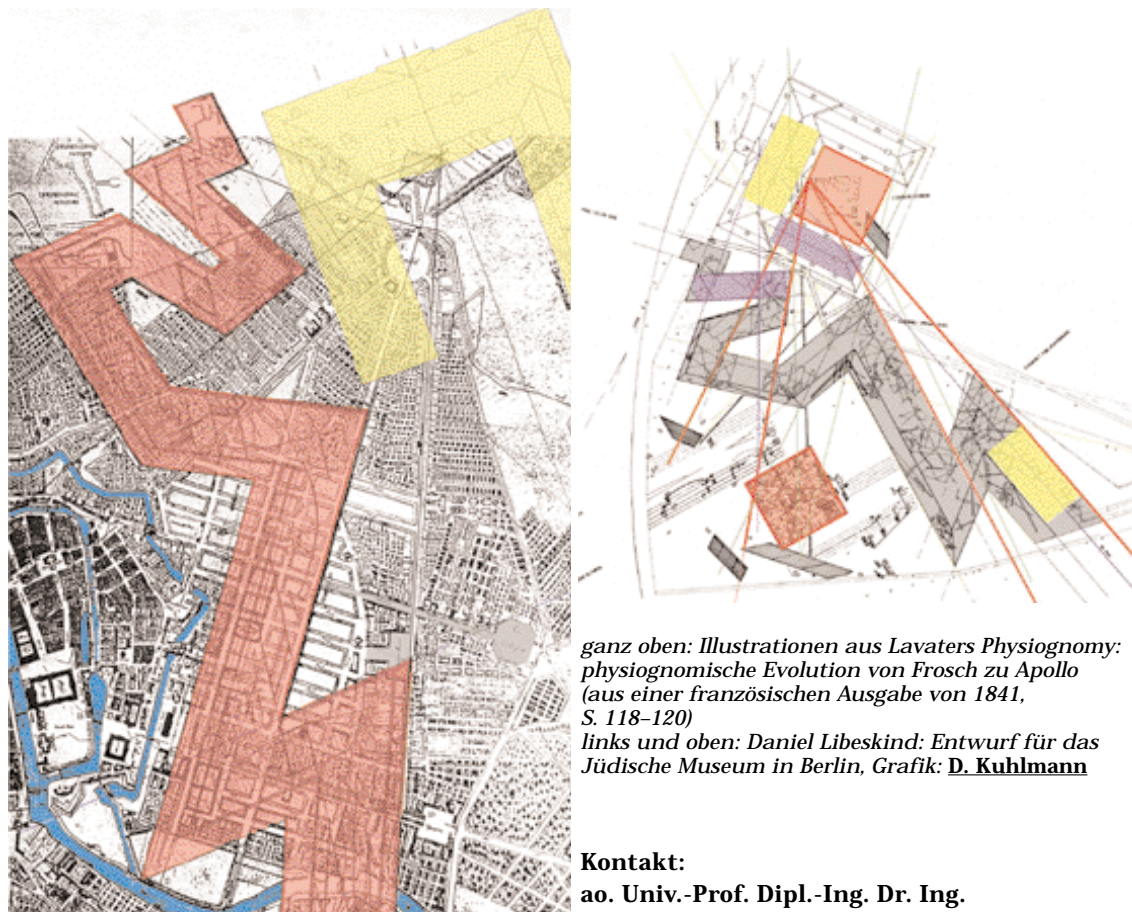 ganz oben: Illustrationen aus Lavaters Physiognomy:
physiognomische Evolution von Frosch zu Apollo
(aus einer französischen Ausgabe von 1841,
S. 118–120)
links und oben: Daniel Libeskind: Entwurf für das
Jüdische Museum in Berlin, Grafik: D. Kuhlmann
Kontakt:
ao. Univ.-Prof. Dipl.-Ing. Dr. Ing.